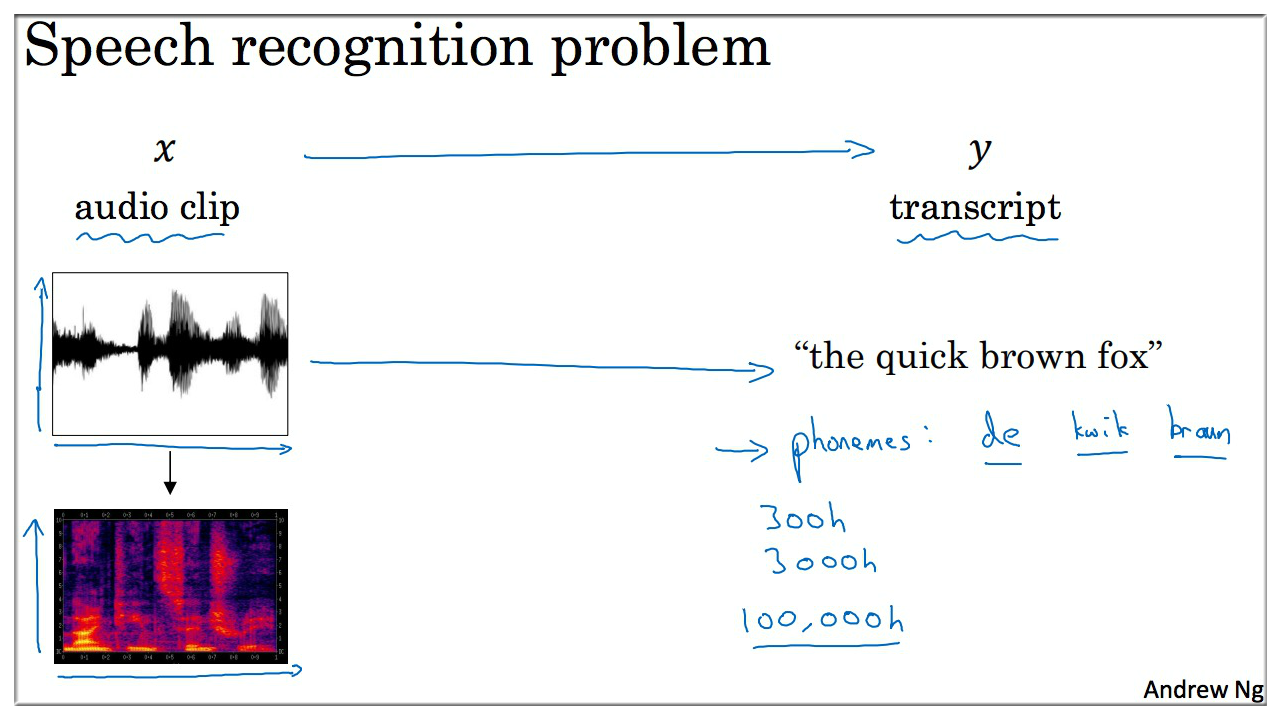 Speech recognition problem
x y
audio clip transcript
“the quick brown fox”
phonemes: de kwik braun
300h
3000h
100,000h
Andrew Ng